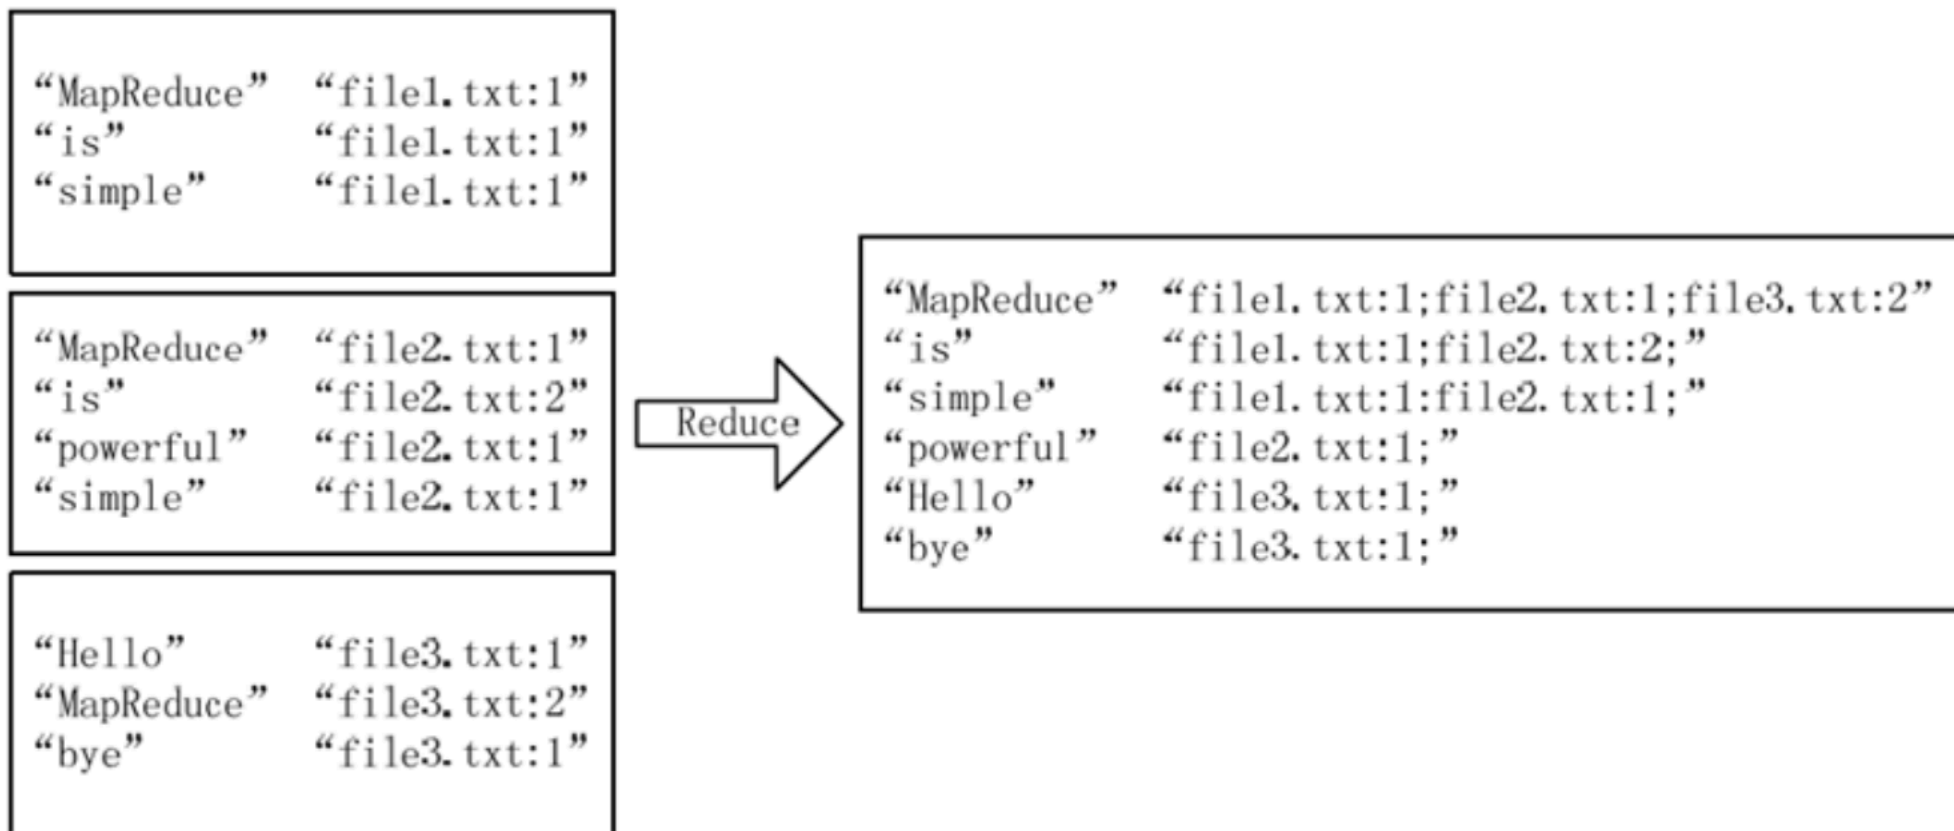 “MapReduce” “file1.txt:1”
“is” “file1.txt:1”
“simple” “file1.txt:1”
“MapReduce” “file2.txt:1”
“is” “file2.txt:2”
“powerful” “file2.txt:1”
“simple” “file2.txt:1”
“Hello” “file3.txt:1”
“MapReduce” “file3.txt:2”
“bye” “file3.txt:1”
Reduce
“MapReduce” “file1.txt:1;file2.txt:1;file3.txt:2”
“is” “file1.txt:1;file2.txt:2;”
“simple” “file1.txt:1:file2.txt:1;”
“powerful” “file2.txt:1;”
“Hello” “file3.txt:1;”
“bye” “file3.txt:1;”